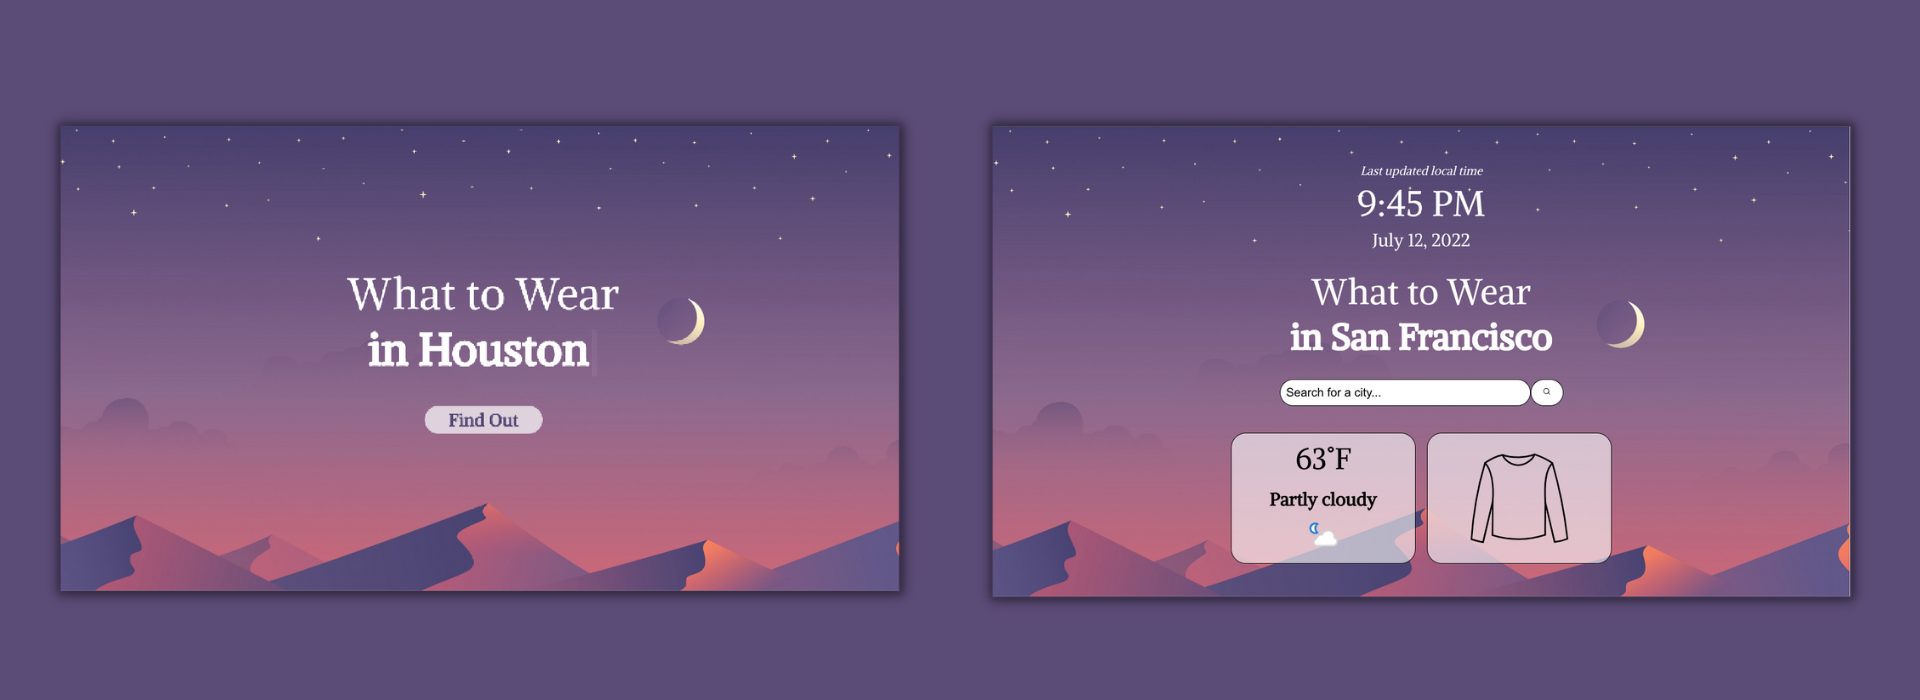 What to Wear
in Houston
Find Out
Last updated local time
9:45 PM
July 12, 2022
What to Wear
in San Francisco
Search for a city...
63°F
Partly cloudy